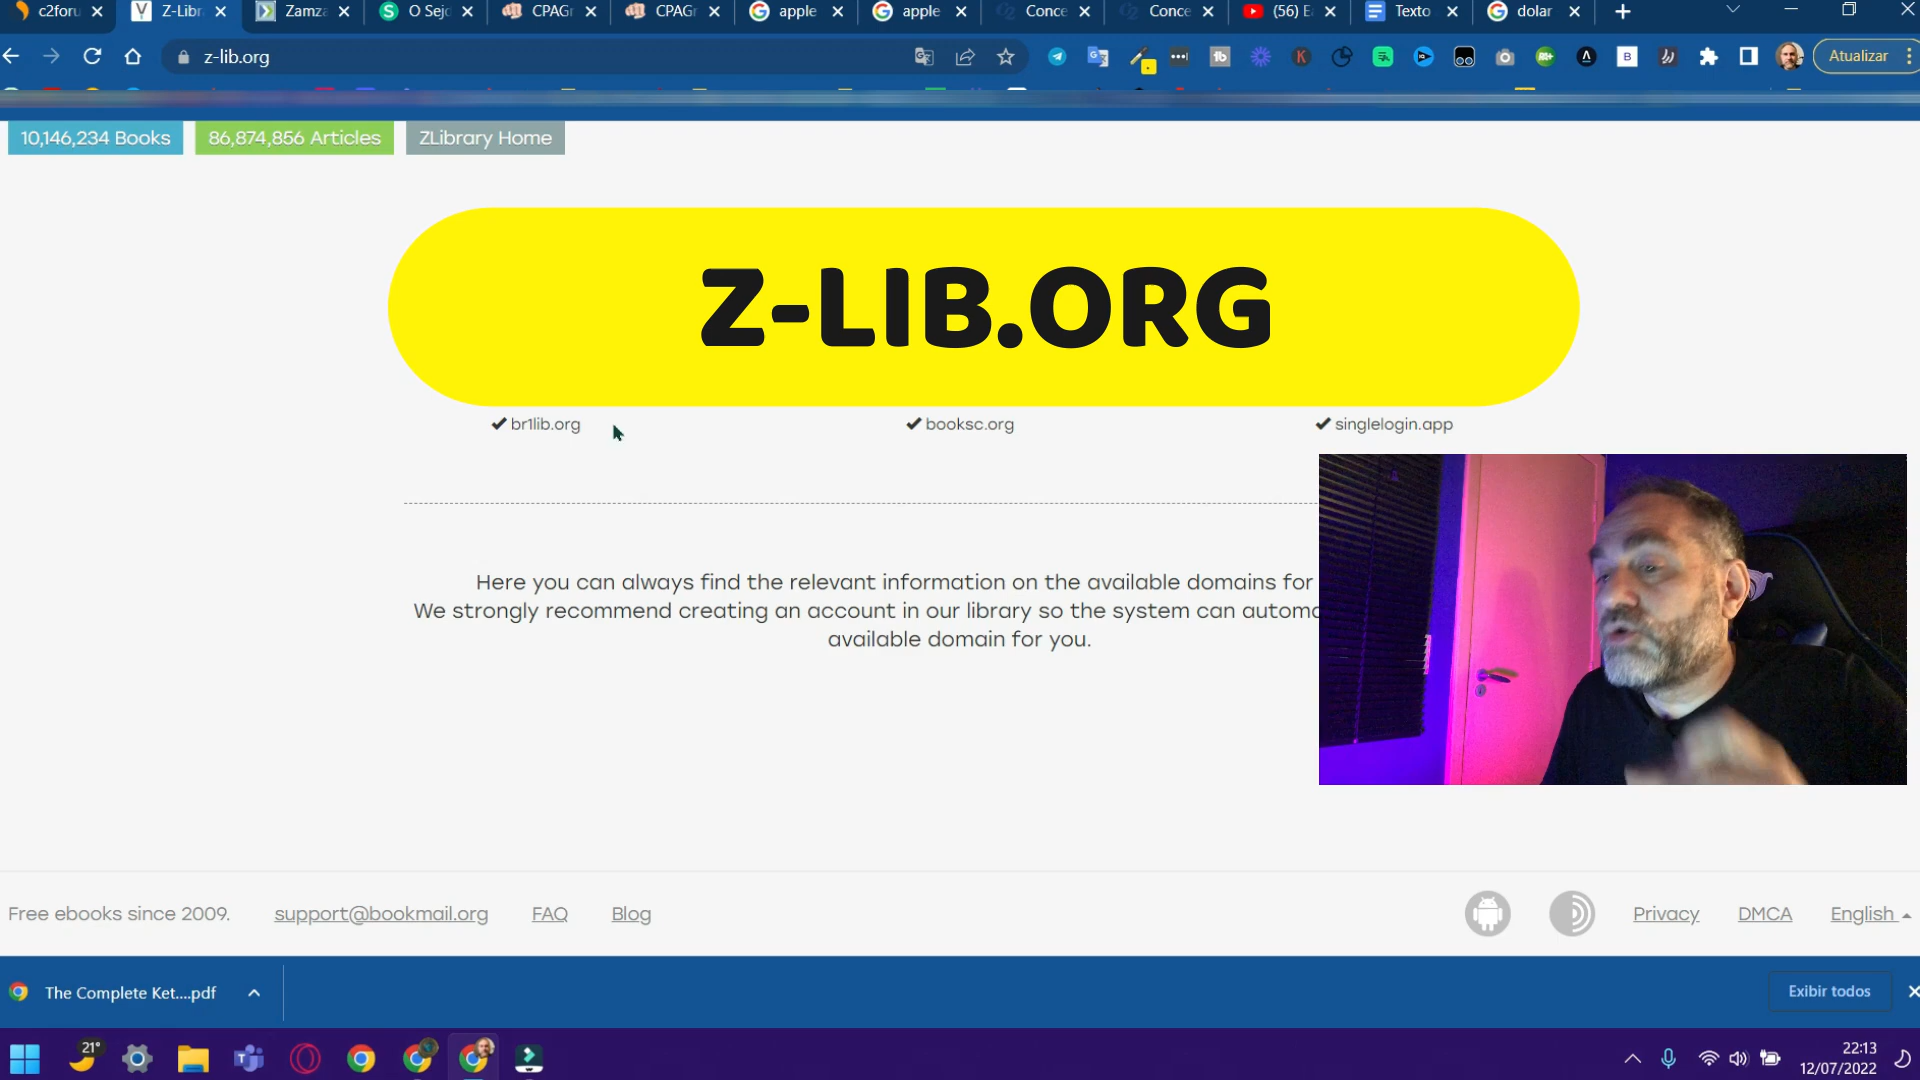 c2foru
Z-Libr
Zamza
O Sejd
CPAGr
CPAGr
apple
apple
Conce
Conce
(56) E
Texto
dolar
z-lib.org
Atualizar
10,146,234 Books
86,874,856 Articles
ZLibrary Home
Z-LIB.ORG
br1lib.org
booksc.org
singlelogin.app
Here you can always find the relevant information on the available domains for
We strongly recommend creating an account in our library so the system can automa
available domain for you.
Free ebooks since 2009.
support@bookmail.org
FAQ
Blog
Privacy
DMCA
English
The Complete Ket....pdf
Exibir todos
21°
22:13
12/07/2022